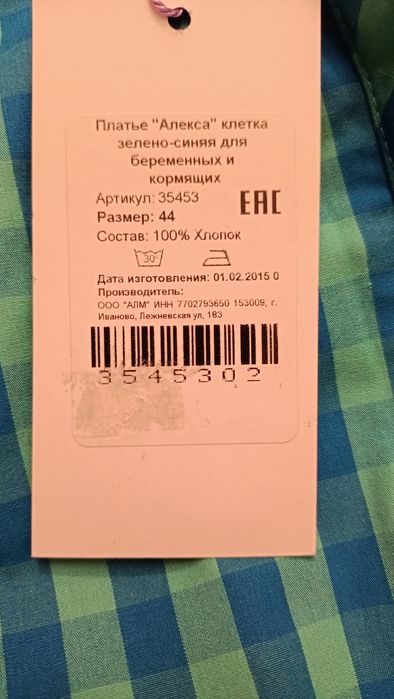 Платье "Алекса" клетка
зелено-синяя для
беременных и
кормящих
Артикул: 35453
Размер: 44
EAC
Состав: 100% Хлопок
30°
Дата изготовления: 01.02.2015 0
Производитель:
ООО "АЛМ" ИНН 7702793650 153009, г.
Иваново, Лежневская ул, 183
3545302